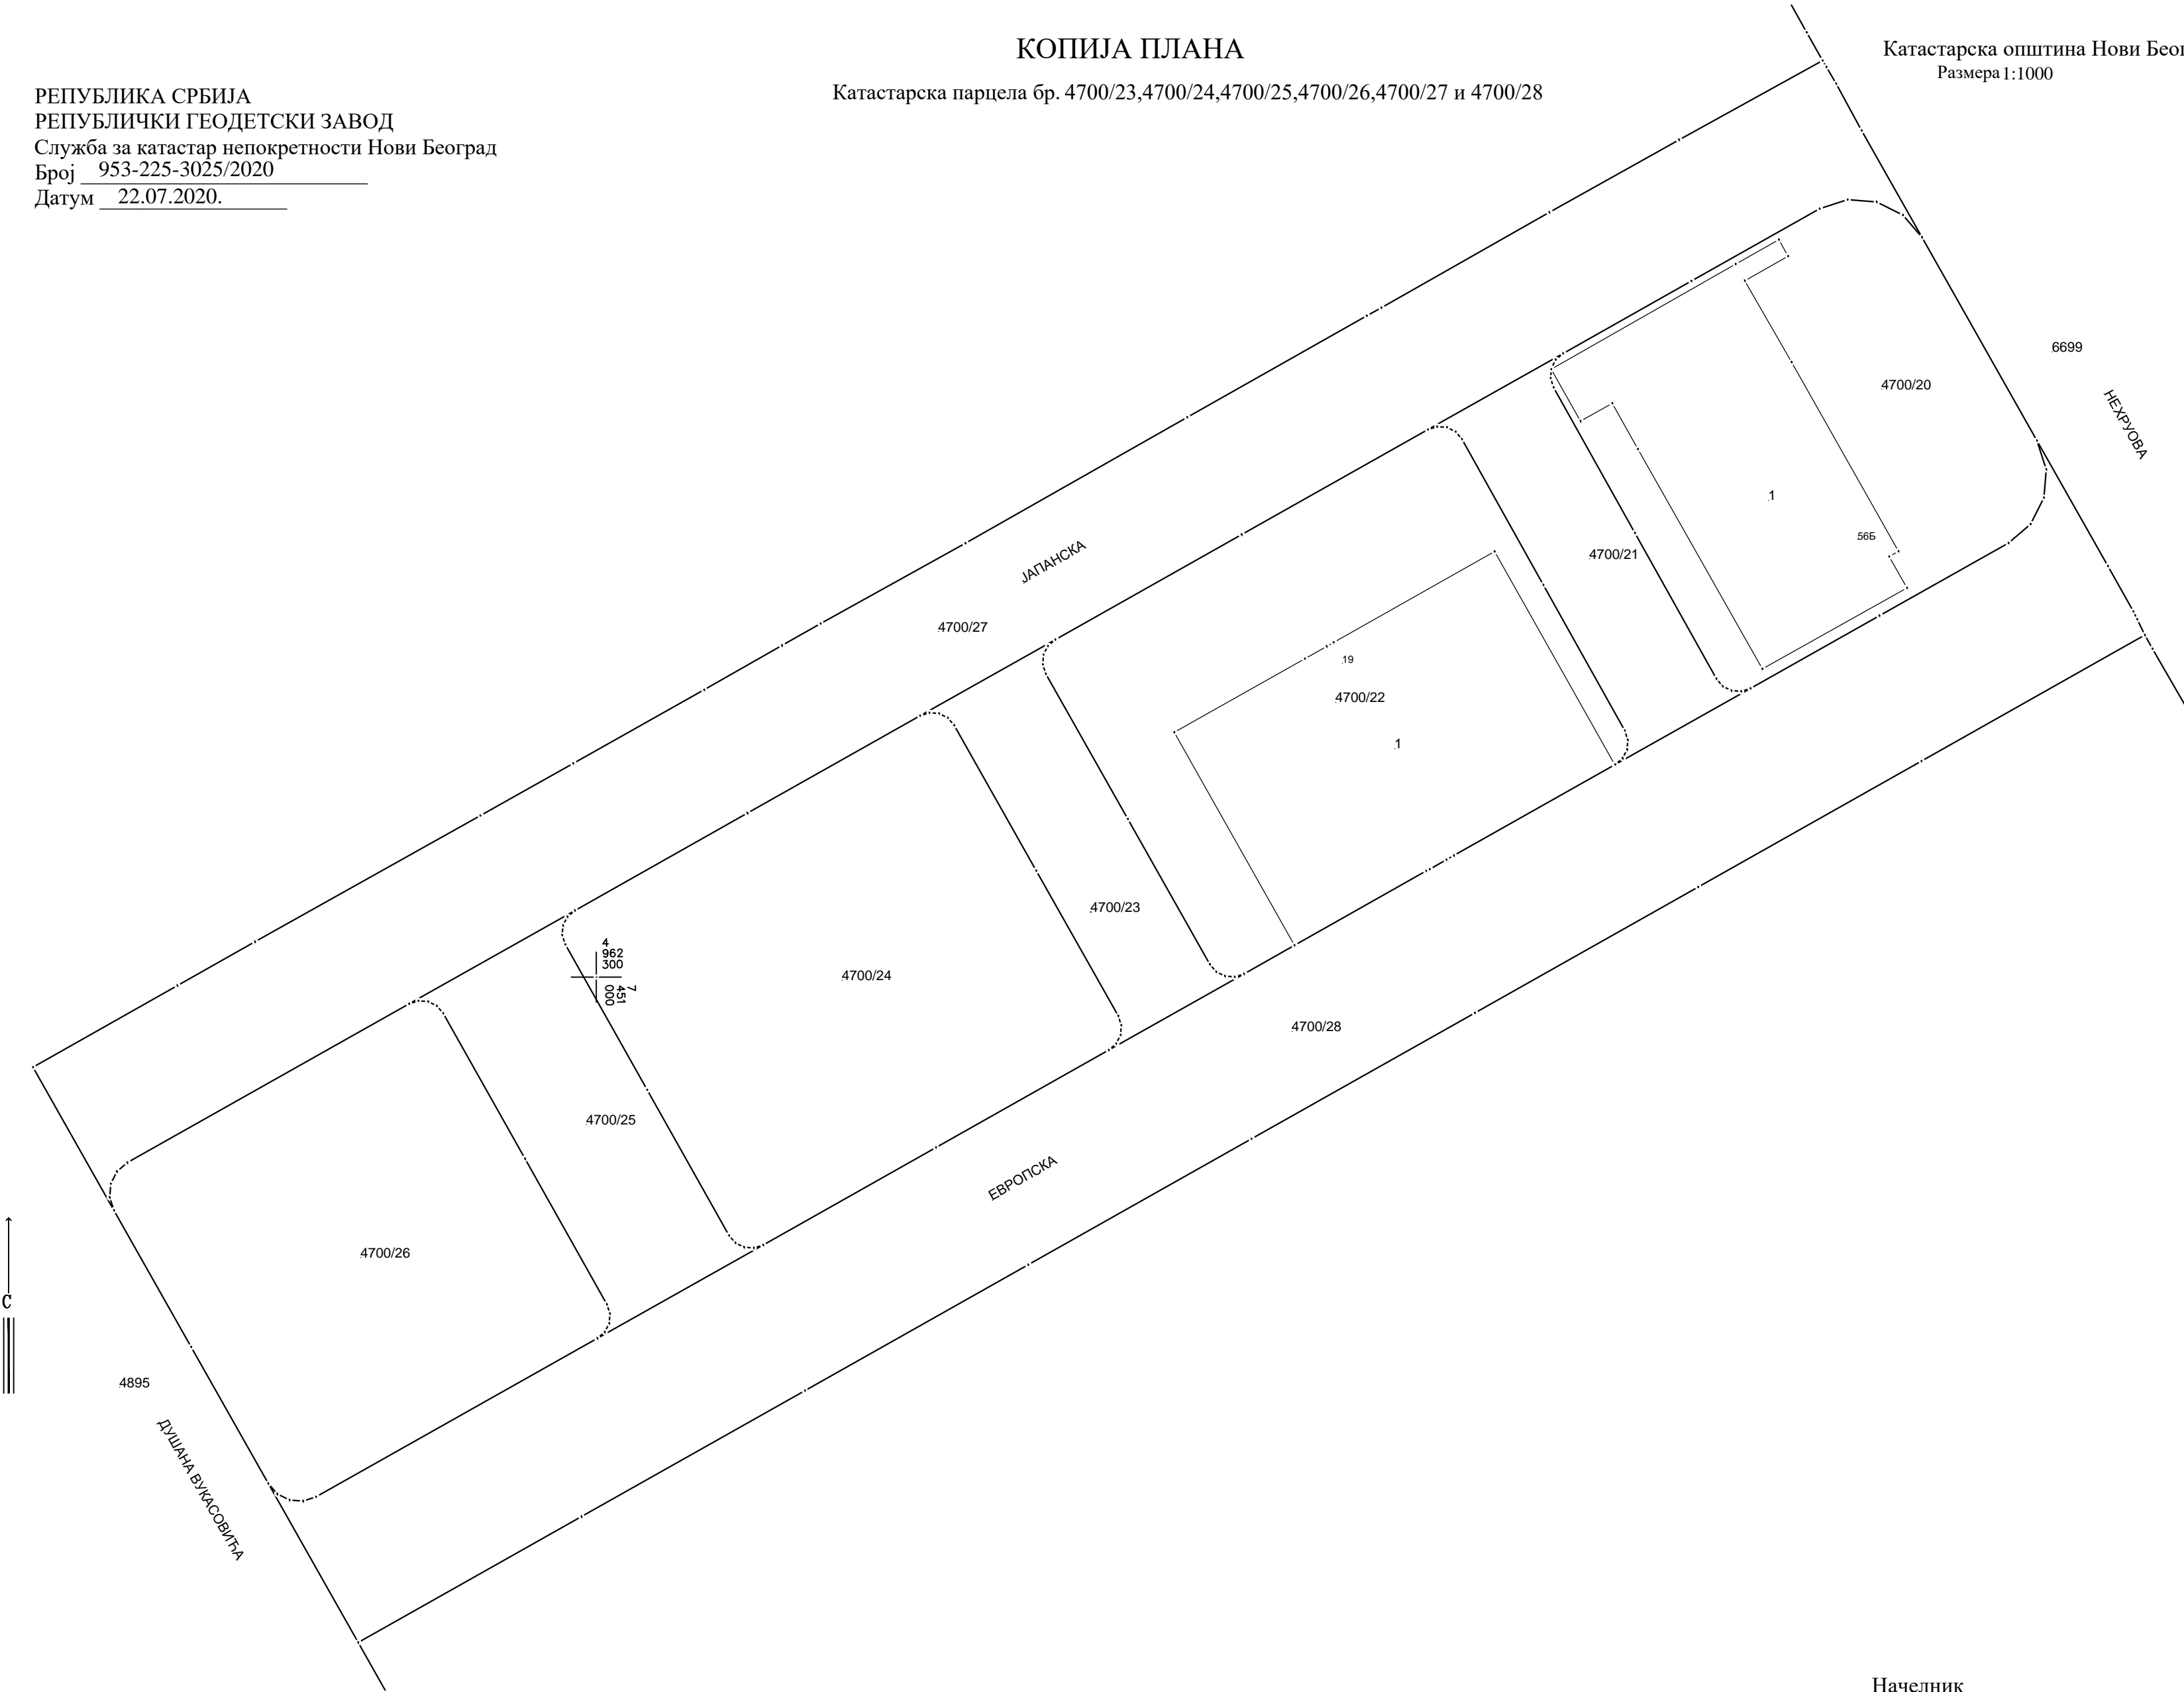 КОПИЈА ПЛАНА
Катастарска општина Нови Беог
Размера 1:1000
Катастарска парцела бр. 4700/23,4700/24,4700/25,4700/26,4700/27 и 4700/28
РЕПУБЛИКА СРБИЈА
РЕПУБЛИЧКИ ГЕОДЕТСКИ ЗАВОД
Служба за катастар непокретности Нови Београд
Број 953-225-3025/2020
Датум 22.07.2020.
6699
4700/20
НЕХРУОВА
1
56Б
4700/21
ЈАПАНСКА
4700/27
19
4700/22
1
4700/23
4
962
300
7
451
000
4700/24
4700/28
4700/25
ЕВРОПСКА
4700/26
С
4895
ДУШАНА ВУКАСОВИЋА
Начелник